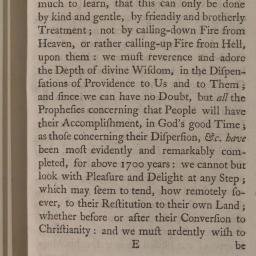 much to learn, that this can only be done
by kind and gentle, by friendly and brotherly
Treatment; not by calling-down Fire from
Heaven, or rather calling-up Fire from Hell,
upon them: we muſt reverence and adore
the Depth of divine Wiſdom, in the Diſpen-
ſations of Providence to Us and to Them;
and ſince we can have no Doubt, but all the
Propheſies concerning that People will have
their Accompliſhment, in God's good Time;
as thoſe concerning their Diſperſion, &c. have
been moſt evidently and remarkably com-
pleted, for above 1700 years: we cannot but
look with Pleaſure and Delight at any Step;
which may ſeem to tend, how remotely ſo-
ever, to their Reſtitution to their own Land;
whether before or after their Converſion to
Chriſtianity: and we muſt ardently wiſh to
E be